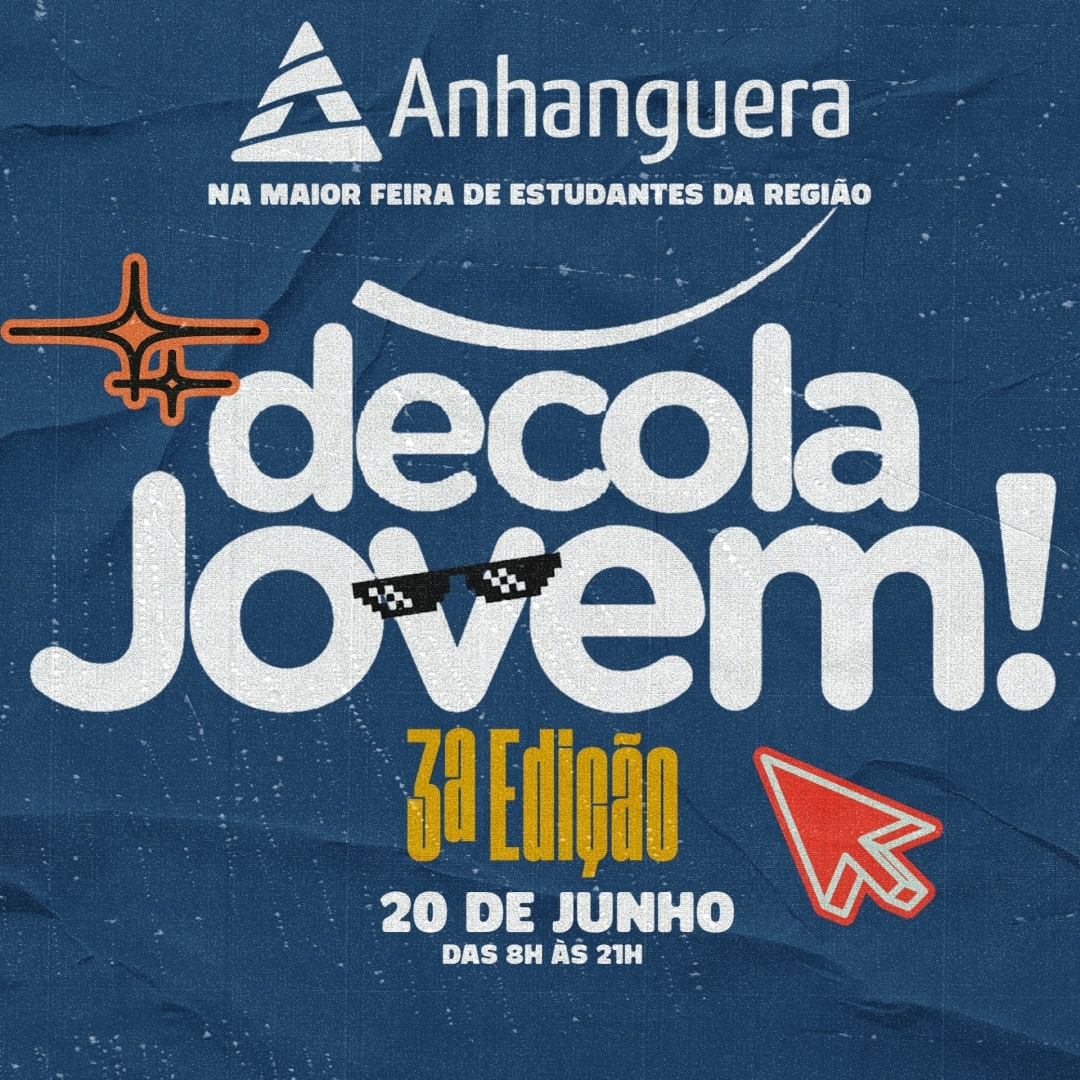 Anhanguera
NA MAIOR FEIRA DE ESTUDANTES DA REGIÃO
decola
Jovem!
3ª Edição
20 DE JUNHO
DAS 8H ÀS 21H